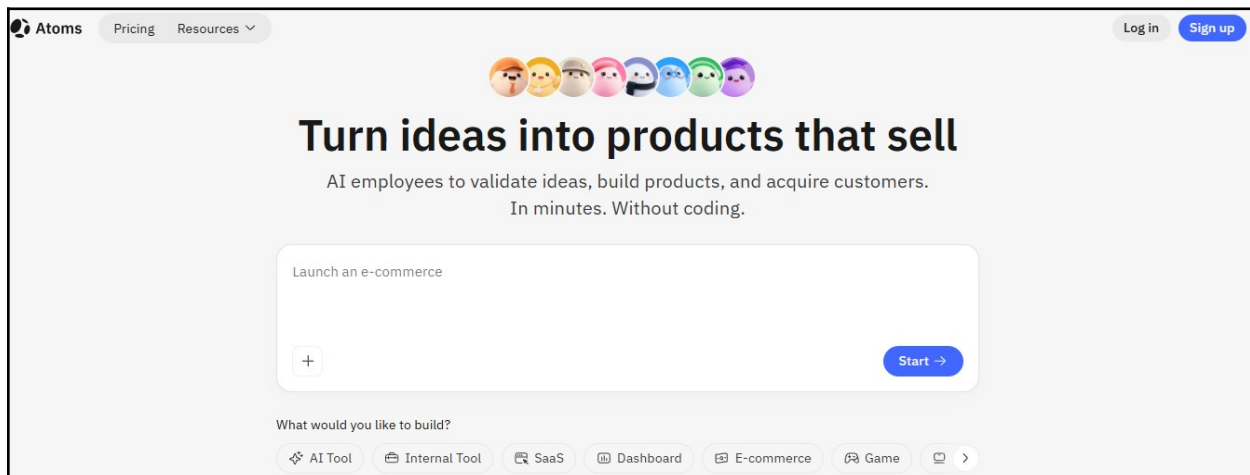 Atoms Pricing Resources Log in Sign up
Turn ideas into products that sell
AI employees to validate ideas, build products, and acquire customers.
In minutes. Without coding.
Launch an e-commerce
Start
What would you like to build?
AI Tool Internal Tool SaaS Dashboard E-commerce Game